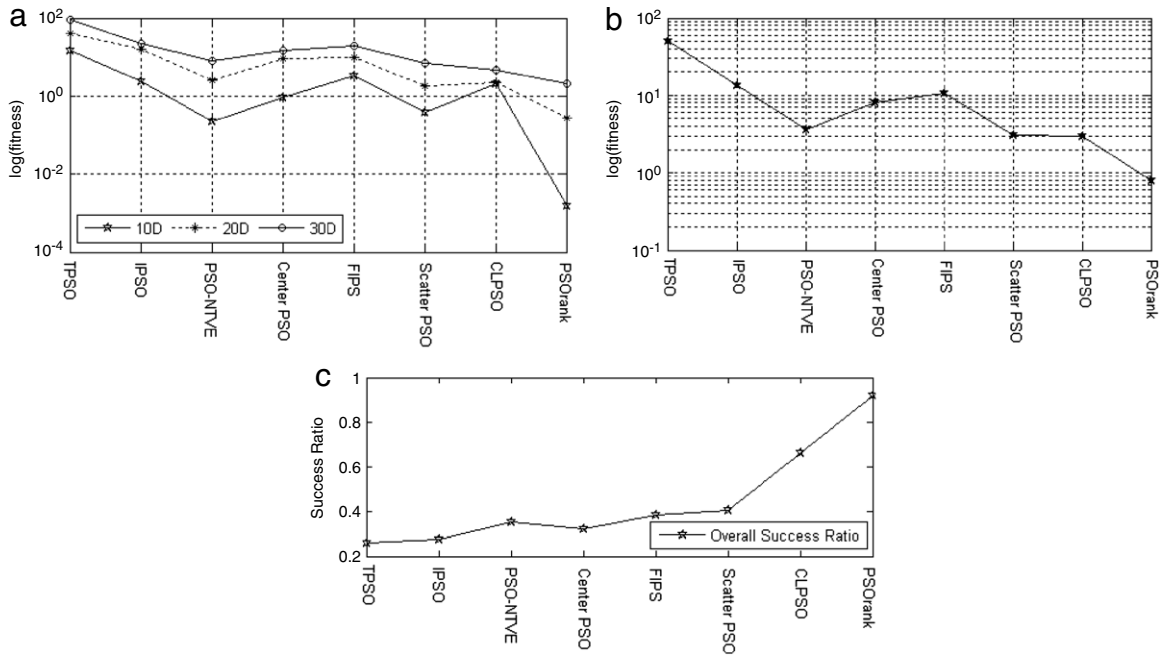 a
log(fitness)
10^2
10^0
10^-2
10^-4
10D 20D 30D
TPSO
IPSO
PSO-NTVE
Center PSO
FIPS
Scatter PSO
CLPSO
PSOrank
b
log(fitness)
10^2
10^1
10^0
10^-1
TPSO
IPSO
PSO-NTVE
Center PSO
FIPS
Scatter PSO
CLPSO
PSOrank
c
Success Ratio
1
0.8
0.6
0.4
0.2
Overall Success Ratio
TPSO
IPSO
PSO-NTVE
Center PSO
FIPS
Scatter PSO
CLPSO
PSOrank